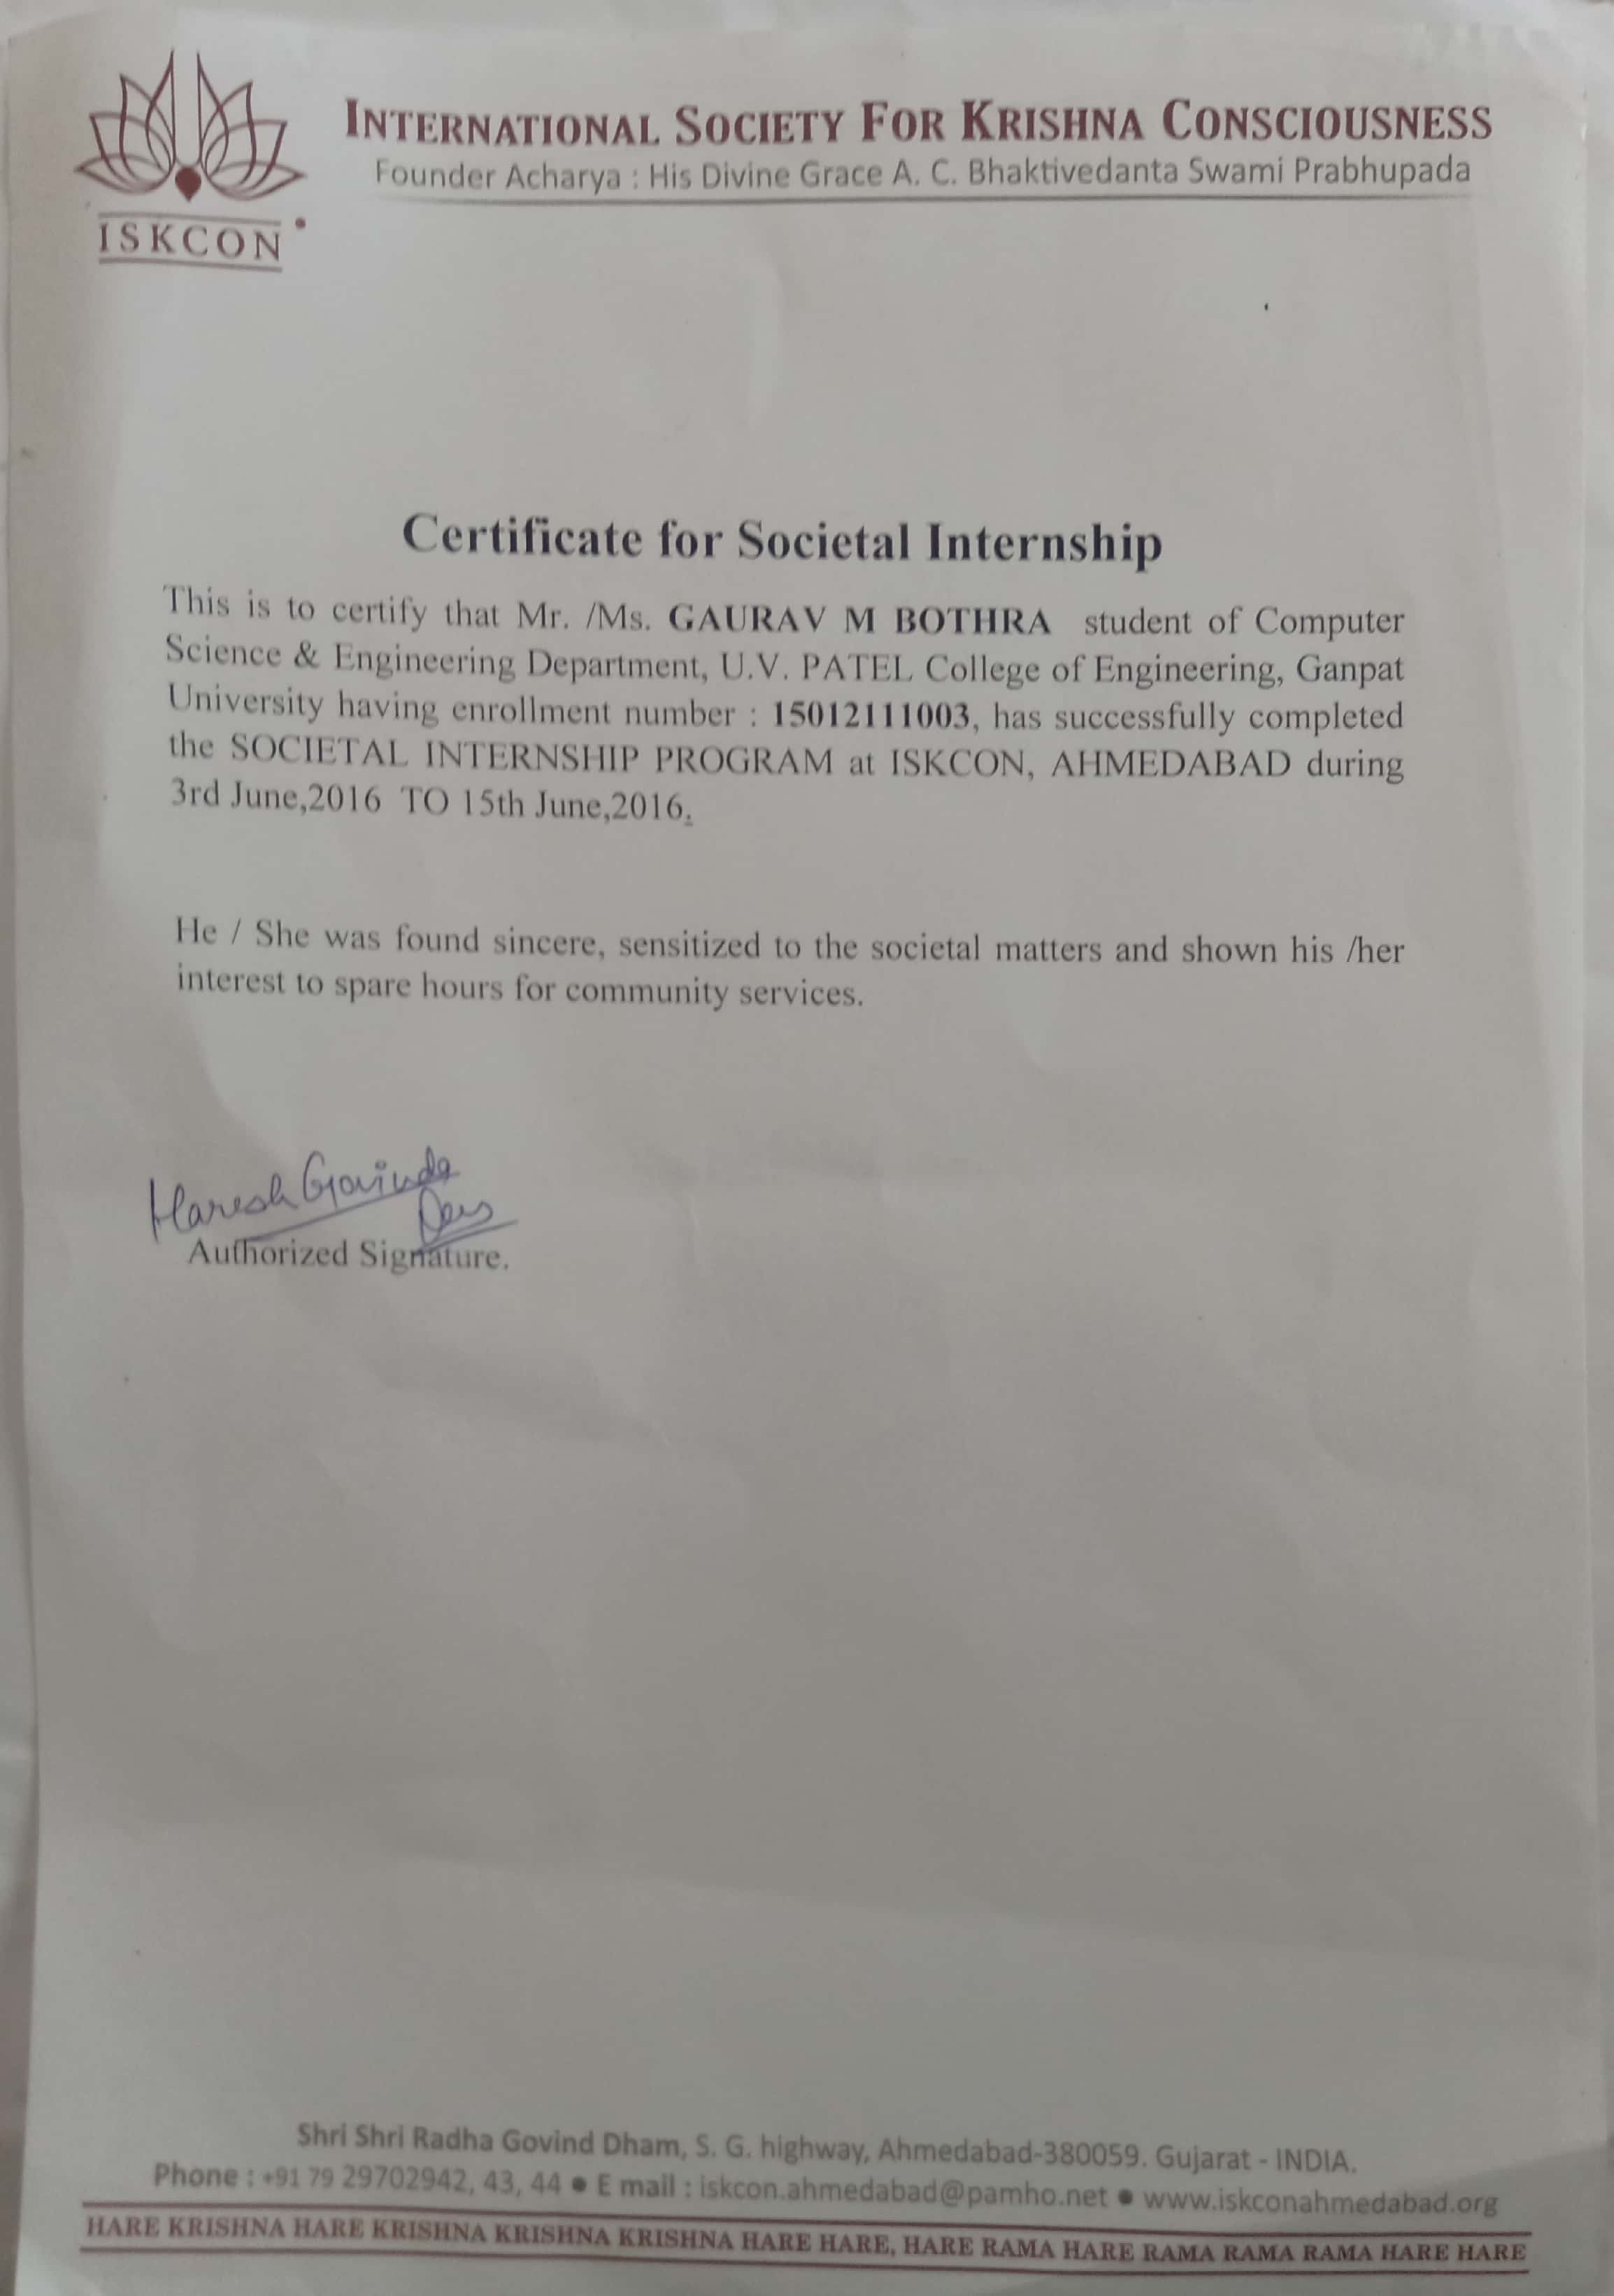 INTERNATIONAL SOCIETY FOR KRISHNA CONSCIOUSNESS
Founder Acharya : His Divine Grace A. C. Bhaktivedanta Swami Prabhupada
ISKCON
Certificate for Societal Internship
This is to certify that Mr. /Ms. GAURAV M BOTHRA student of Computer
Science & Engineering Department, U.V. PATEL College of Engineering, Ganpat
University having enrollment number : 15012111003, has successfully completed
the SOCIETAL INTERNSHIP PROGRAM at ISKCON, AHMEDABAD during
3rd June,2016 TO 15th June,2016.
He / She was found sincere, sensitized to the societal matters and shown his /her
interest to spare hours for community services.
Haresh Govinda
Das
Authorized Signature.
Shri Shri Radha Govind Dham, S. G. highway, Ahmedabad-380059. Gujarat - INDIA.
Phone : +91 79 29702942, 43, 44 ● E mail : iskcon.ahmedabad@pamho.net ● www.iskconahmedabad.org
HARE KRISHNA HARE KRISHNA KRISHNA KRISHNA HARE HARE, HARE RAMA HARE RAMA RAMA RAMA HARE HARE